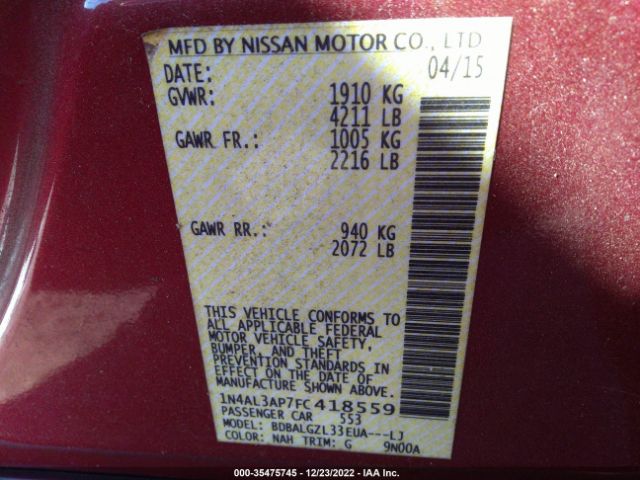 MFD BY NISSAN MOTOR CO., LTD
DATE: 04/15
GVWR: 1910 KG
4211 LB
GAWR FR.: 1005 KG
2216 LB
GAWR RR.: 940 KG
2072 LB
THIS VEHICLE CONFORMS TO
ALL APPLICABLE FEDERAL
MOTOR VEHICLE SAFETY,
BUMPER, AND THEFT
PREVENTION STANDARDS IN
EFFECT ON THE DATE OF
MANUFACTURE SHOWN ABOVE.
1N4AL3AP7FC418559
PASSENGER CAR 553
MODEL: BDBALGZL33EUA---LJ
COLOR: NAH TRIM: G 9N00A
000-35475745 - 12/23/2022 - IAA Inc.